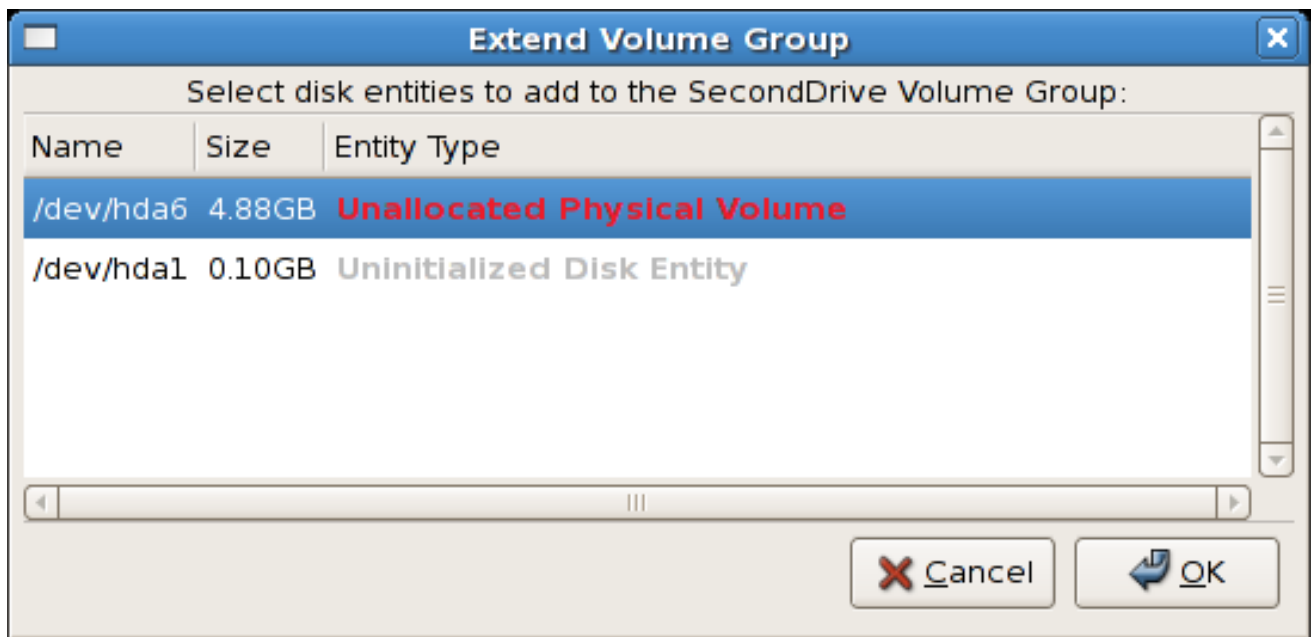 Extend Volume Group
Select disk entities to add to the SecondDrive Volume Group:
Name Size Entity Type
/dev/hda6 4.88GB Unallocated Physical Volume
/dev/hda1 0.10GB Uninitialized Disk Entity
Cancel OK